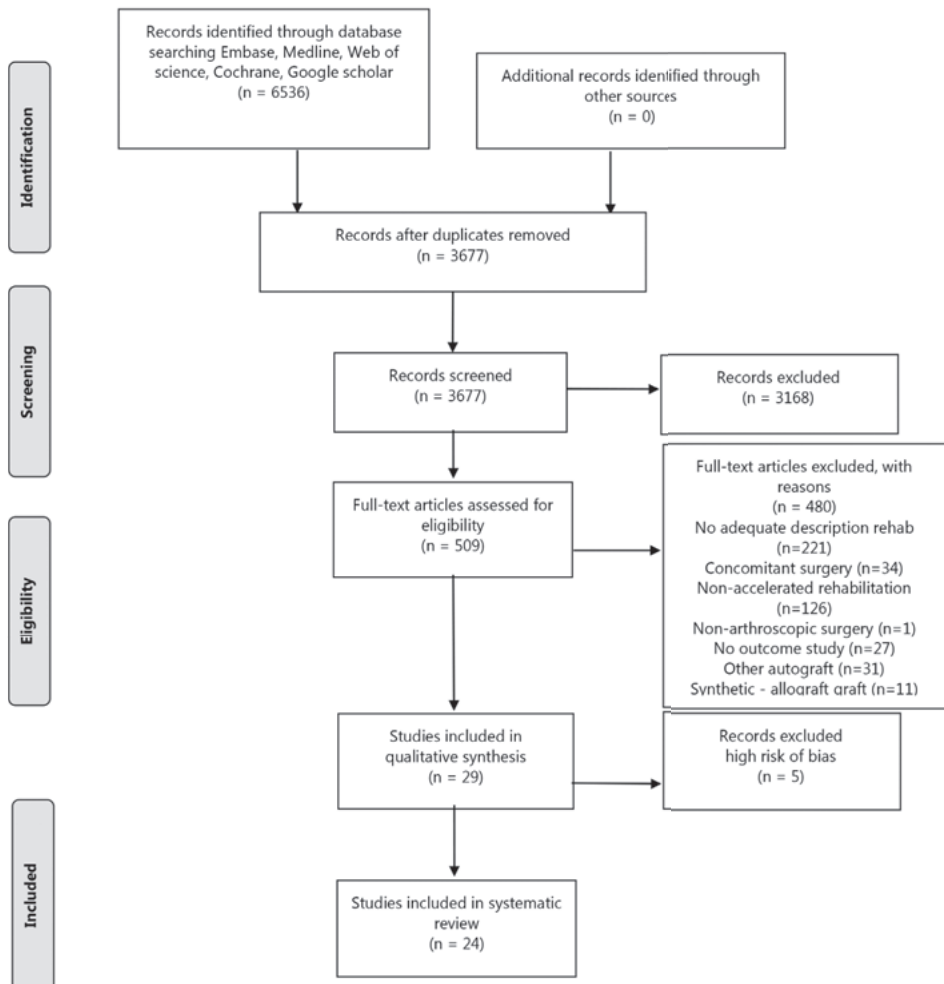 Records identified through database
searching Embase, Medline, Web of
science, Cochrane, Google scholar
(n = 6536)
Additional records identified through
other sources
(n = 0)
Identification
Records after duplicates removed
(n = 3677)
Screening
Records screened
(n = 3677)
Records excluded
(n = 3168)
Eligibility
Full-text articles assessed for
eligibility
(n = 509)
Full-text articles excluded, with
reasons
(n = 480)
No adequate description rehab
(n=221)
Concomitant surgery (n=34)
Non-accelerated rehabilitation
(n=126)
Non-arthroscopic surgery (n=1)
No outcome study (n=27)
Other autograft (n=31)
Synthetic - allograft graft (n=11)
Studies included in
qualitative synthesis
(n = 29)
Records excluded
high risk of bias
(n = 5)
Included
Studies included in systematic
review
(n = 24)